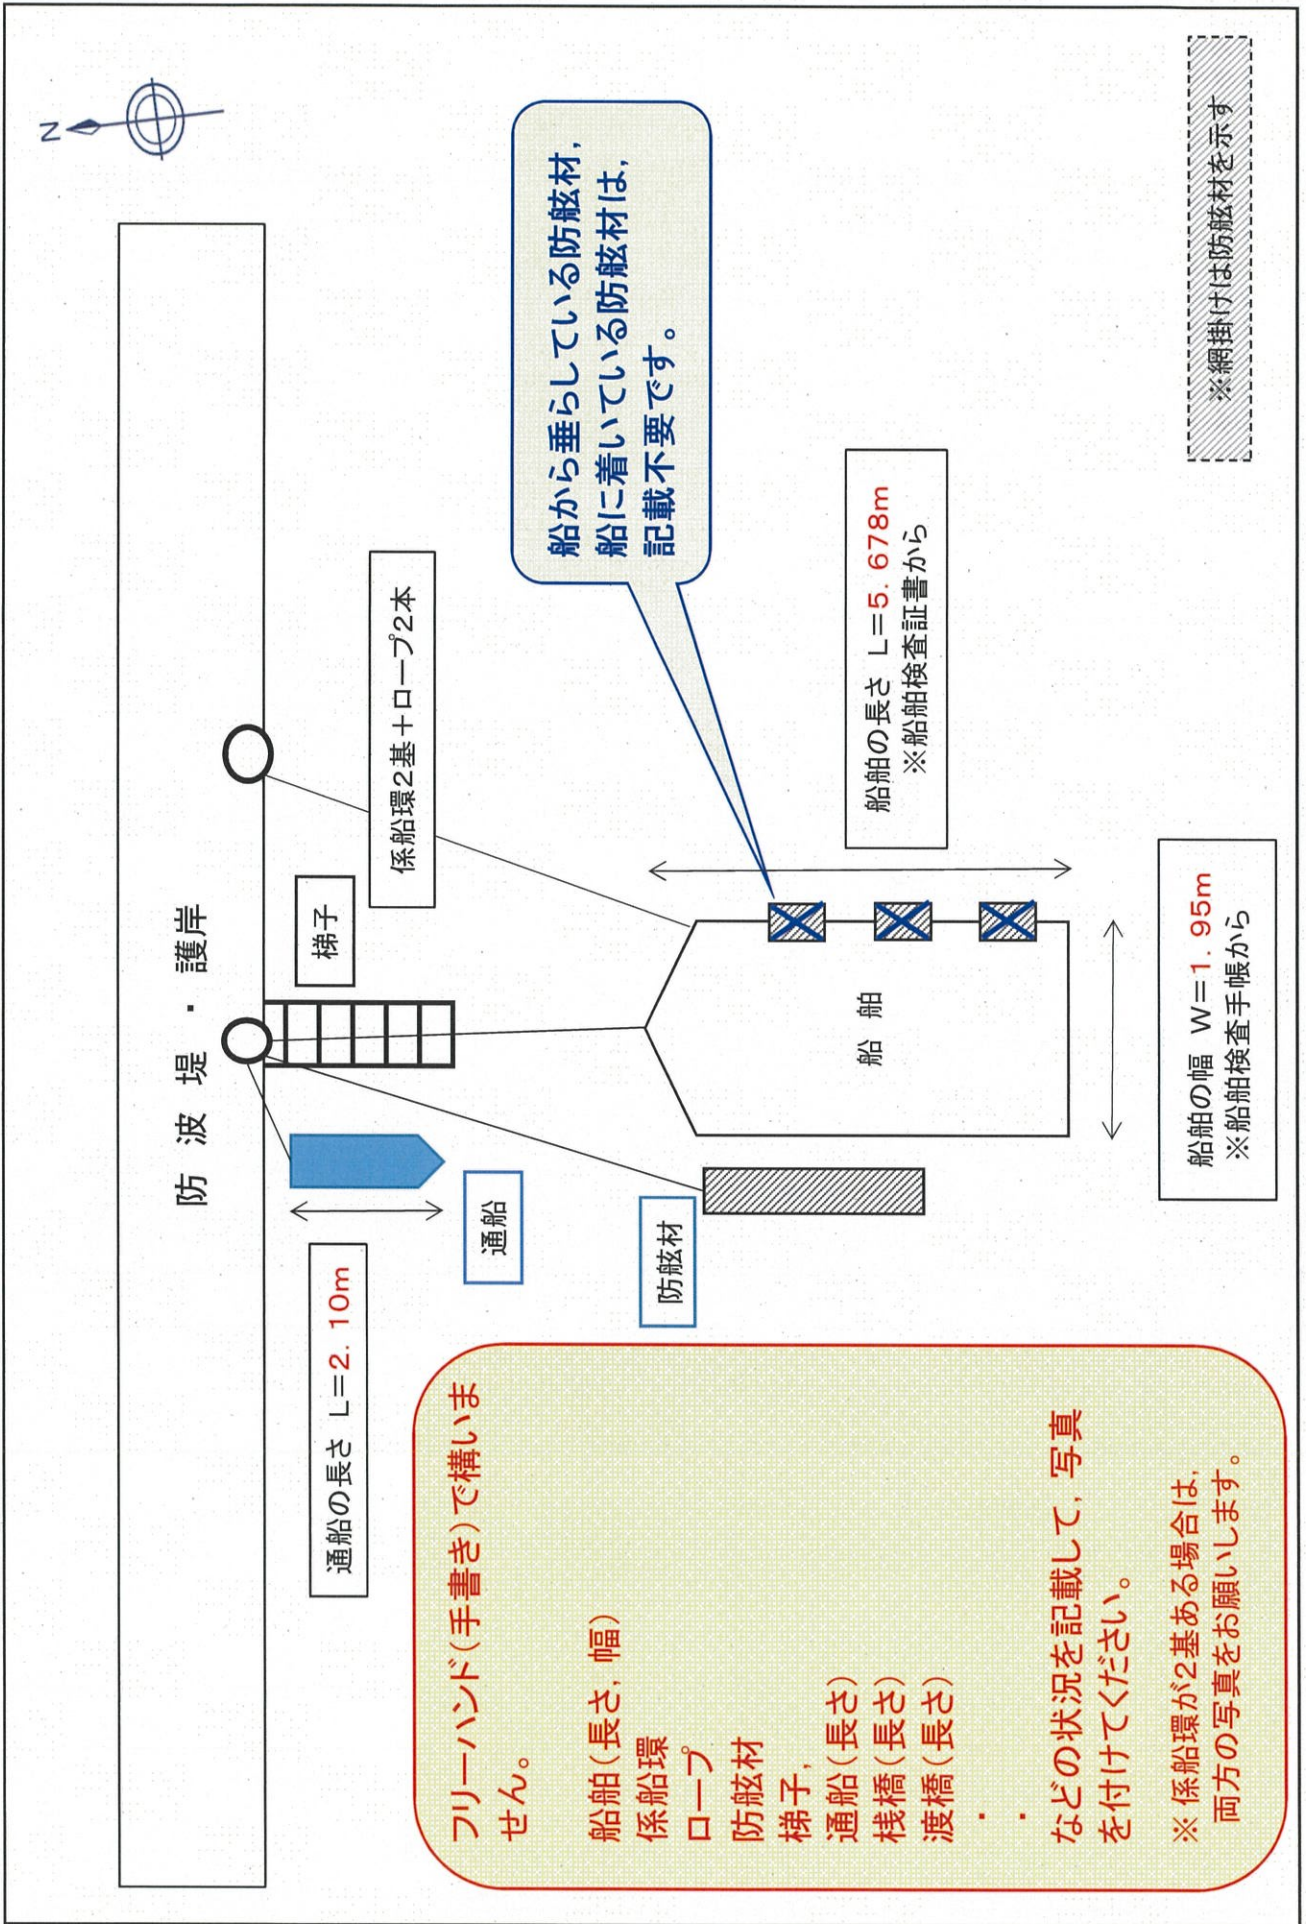 N
防 波 堤 ・ 護岸
梯子
係船環2基＋ロープ2本
船から垂らしている防舷材，
船に着いている防舷材は，
記載不要です。
通船の長さ L＝2．10m
通船
防舷材
船 舶
船舶の長さ L＝5．678m
※船舶検査証書から
船舶の幅 W＝1．95m
※船舶検査手帳から
※網掛けは防舷材を示す
フリーハンド（手書き）で構いま
せん。
船舶（長さ，幅）
係船環
ロープ
防舷材
梯子，
通船（長さ）
桟橋（長さ）
渡橋（長さ）
・
・
などの状況を記載して，写真
を付けてください。
※係船環が2基ある場合は，
両方の写真をお願いします。